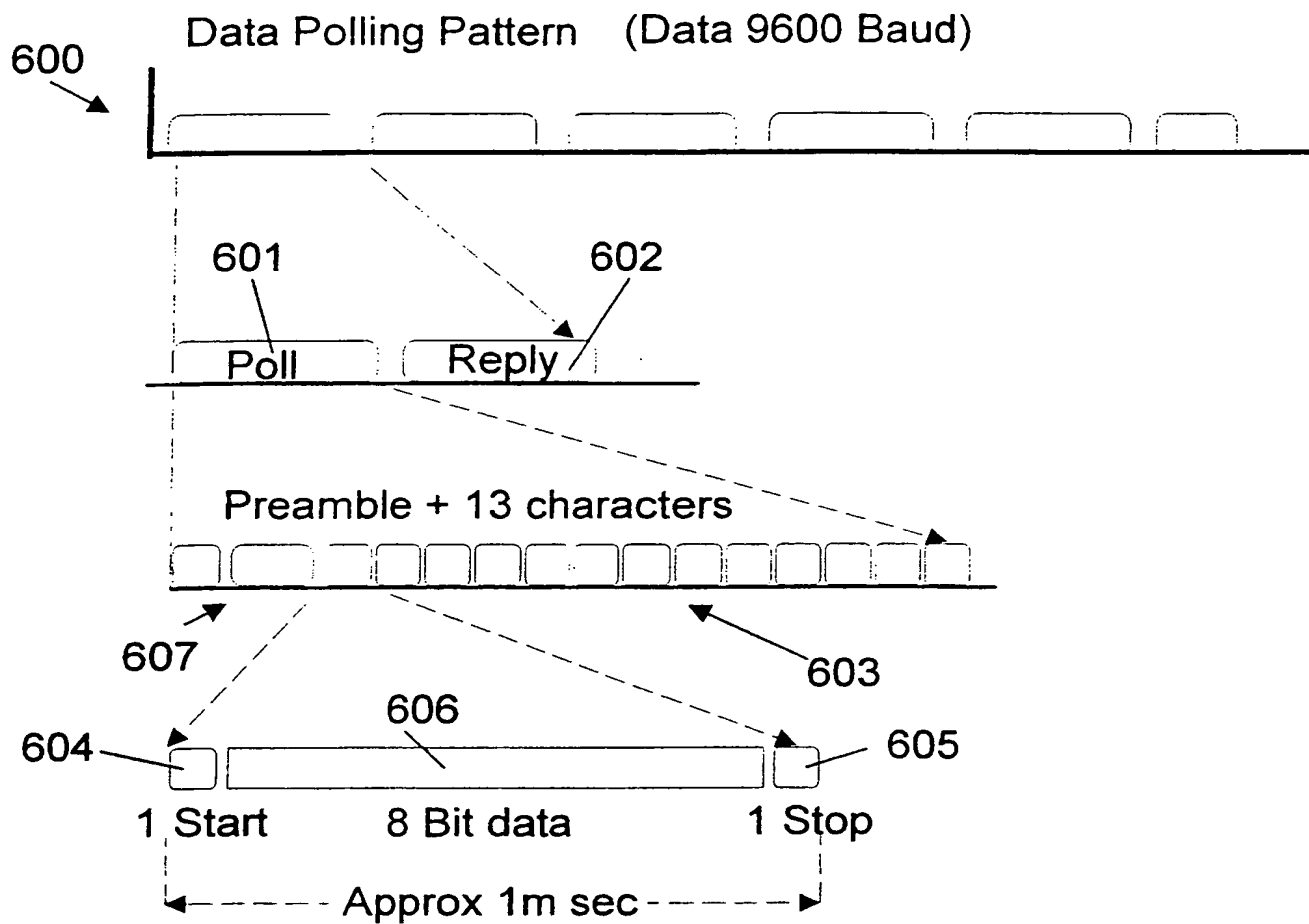 Data Polling Pattern (Data 9600 Baud)
600
601
602
Poll
Reply
Preamble + 13 characters
607
603
606
604
605
1 Start
8 Bit data
1 Stop
Approx 1m sec